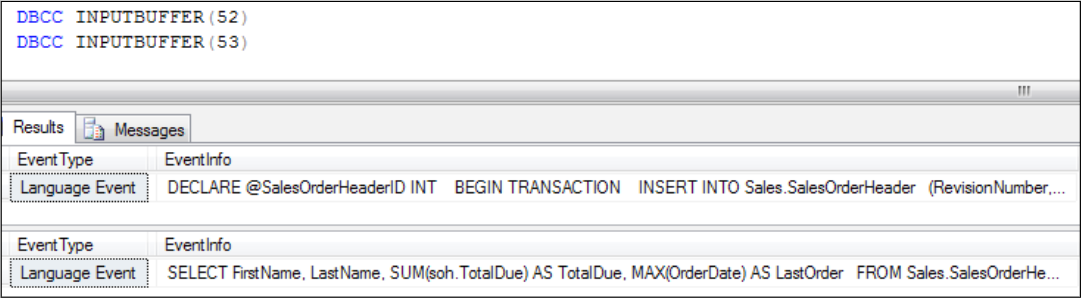 DBCC INPUTBUFFER(52)
DBCC INPUTBUFFER(53)
Results Messages
EventType EventInfo
Language Event DECLARE @SalesOrderHeaderID INT BEGIN TRANSACTION INSERT INTO Sales.SalesOrderHeader (RevisionNumber,...
EventType EventInfo
Language Event SELECT FirstName, LastName, SUM(soh.TotalDue) AS TotalDue, MAX(OrderDate) AS LastOrder FROM Sales.SalesOrderHe...